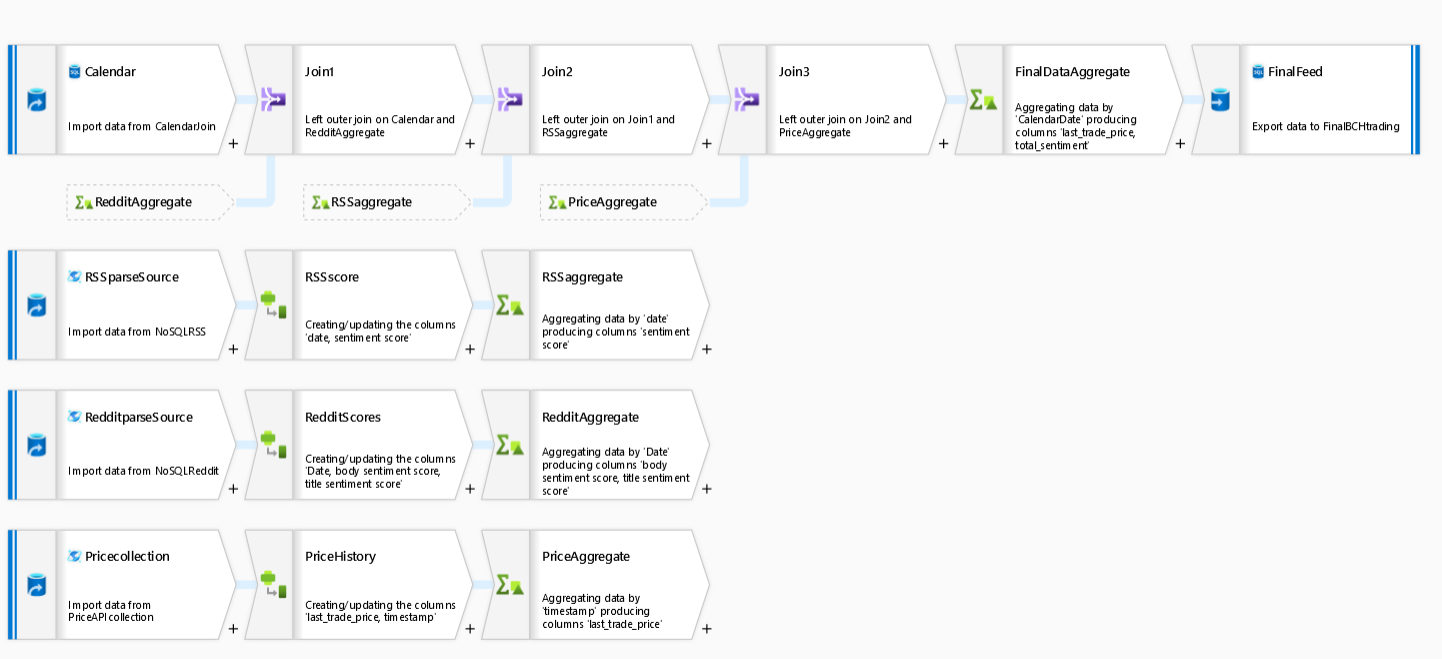 Calendar
Import data from CalendarJoin
+
Join1
Left outer join on Calendar and
RedditAggregate
+
Join2
Left outer join on Join1 and
RSSaggregate
+
Join3
Left outer join on Join2 and
PriceAggregate
+
FinalDataAggregate
Aggregating data by
'CalendarDate' producing
columns 'last_trade_price,
total_sentiment'
+
SQL FinalFeed
Export data to FinalBCHtrading
RedditAggregate
RSSaggregate
PriceAggregate
RSSparseSource
Import data from NoSQLRSS
+
RSSscore
Creating/updating the columns
'date, sentiment score'
+
RSSaggregate
Aggregating data by 'date'
producing columns 'sentiment
score'
+
RedditparseSource
Import data from NoSQLReddit
+
RedditScores
Creating/updating the columns
'Date, body sentiment score,
title sentiment score'
+
RedditAggregate
Aggregating data by 'Date'
producing columns 'body
sentiment score, title sentiment
score'
+
Pricecollection
Import data from
PriceAPIcollection
+
PriceHistory
Creating/updating the columns
'last_trade_price, timestamp'
+
PriceAggregate
Aggregating data by
'timestamp' producing
columns 'last_trade_price'
+